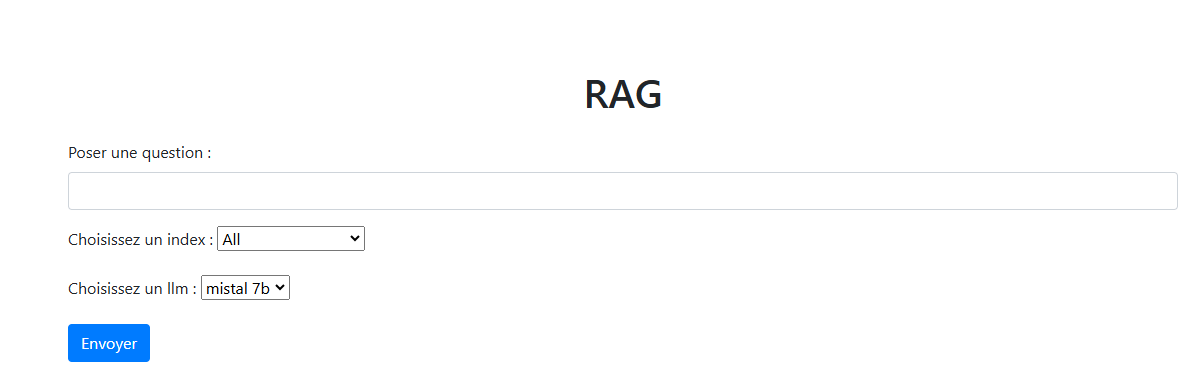 RAG
Poser une question :
Choisissez un index : All
Choisissez un llm : mistal 7b
Envoyer